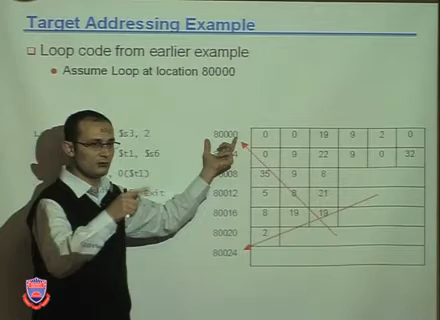 Target Addressing Example
Loop code from earlier example
Assume Loop at location 80000
$s3, 2 80000 0 0 19 9 2 0
$t1, $s6 0 9 22 9 0 32
0($t1) 35 9 8
80012 5 8 21
80016 8 19 19
80020 2
80024